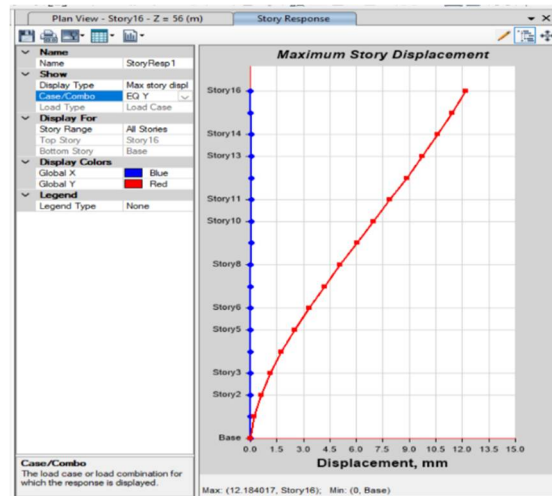 Plan View - Story16 - Z = 56 (m)
Story Response
Name
Name StoryResp1
Show
Display Type Max story displ
Case/Combo EQ Y
Load Type Load Case
Display For
Story Range All Stories
Top Story Story16
Bottom Story Base
Display Colors
Global X Blue
Global Y Red
Legend
Legend Type None
Case/Combo
The load case or load combination for
which the response is displayed.
Maximum Story Displacement
Story16
Story14
Story13
Story11
Story10
Story8
Story6
Story5
Story3
Story2
Base
0.0 1.5 3.0 4.5 6.0 7.5 9.0 10.5 12.0 13.5 15.0
Displacement, mm
Max: (12.184017, Story16); Min: (0, Base)